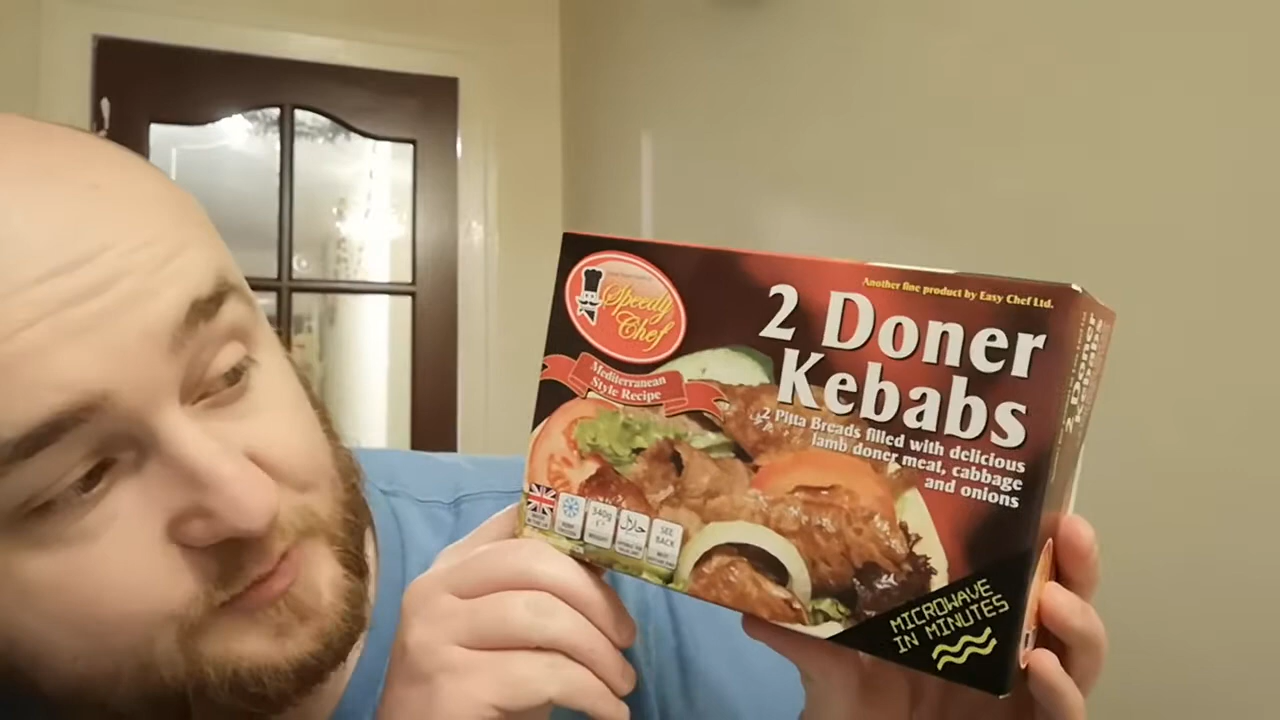 Another fine product by Easy Chef Ltd.
Speedy
Chef
2 Doner
Kebabs
Mediterranean
Style Recipe
2 Pitta Breads filled with delicious
lamb doner meat, cabbage
and onions
340g
حلال
SEE
BACK
MICROWAVE
IN MINUTES
2 Doner
Kebabs